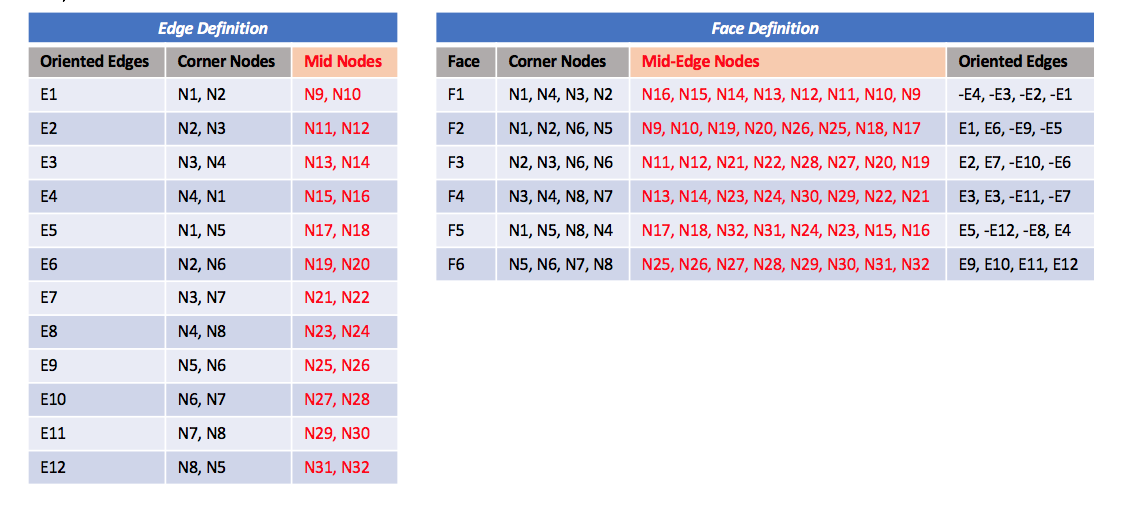 Edge Definition
Oriented Edges Corner Nodes Mid Nodes
E1 N1, N2 N9, N10
E2 N2, N3 N11, N12
E3 N3, N4 N13, N14
E4 N4, N1 N15, N16
E5 N1, N5 N17, N18
E6 N2, N6 N19, N20
E7 N3, N7 N21, N22
E8 N4, N8 N23, N24
E9 N5, N6 N25, N26
E10 N6, N7 N27, N28
E11 N7, N8 N29, N30
E12 N8, N5 N31, N32
Face Definition
Face Corner Nodes Mid-Edge Nodes Oriented Edges
F1 N1, N4, N3, N2 N16, N15, N14, N13, N12, N11, N10, N9 -E4, -E3, -E2, -E1
F2 N1, N2, N6, N5 N9, N10, N19, N20, N26, N25, N18, N17 E1, E6, -E9, -E5
F3 N2, N3, N6, N6 N11, N12, N21, N22, N28, N27, N20, N19 E2, E7, -E10, -E6
F4 N3, N4, N8, N7 N13, N14, N23, N24, N30, N29, N22, N21 E3, E3, -E11, -E7
F5 N1, N5, N8, N4 N17, N18, N32, N31, N24, N23, N15, N16 E5, -E12, -E8, E4
F6 N5, N6, N7, N8 N25, N26, N27, N28, N29, N30, N31, N32 E9, E10, E11, E12